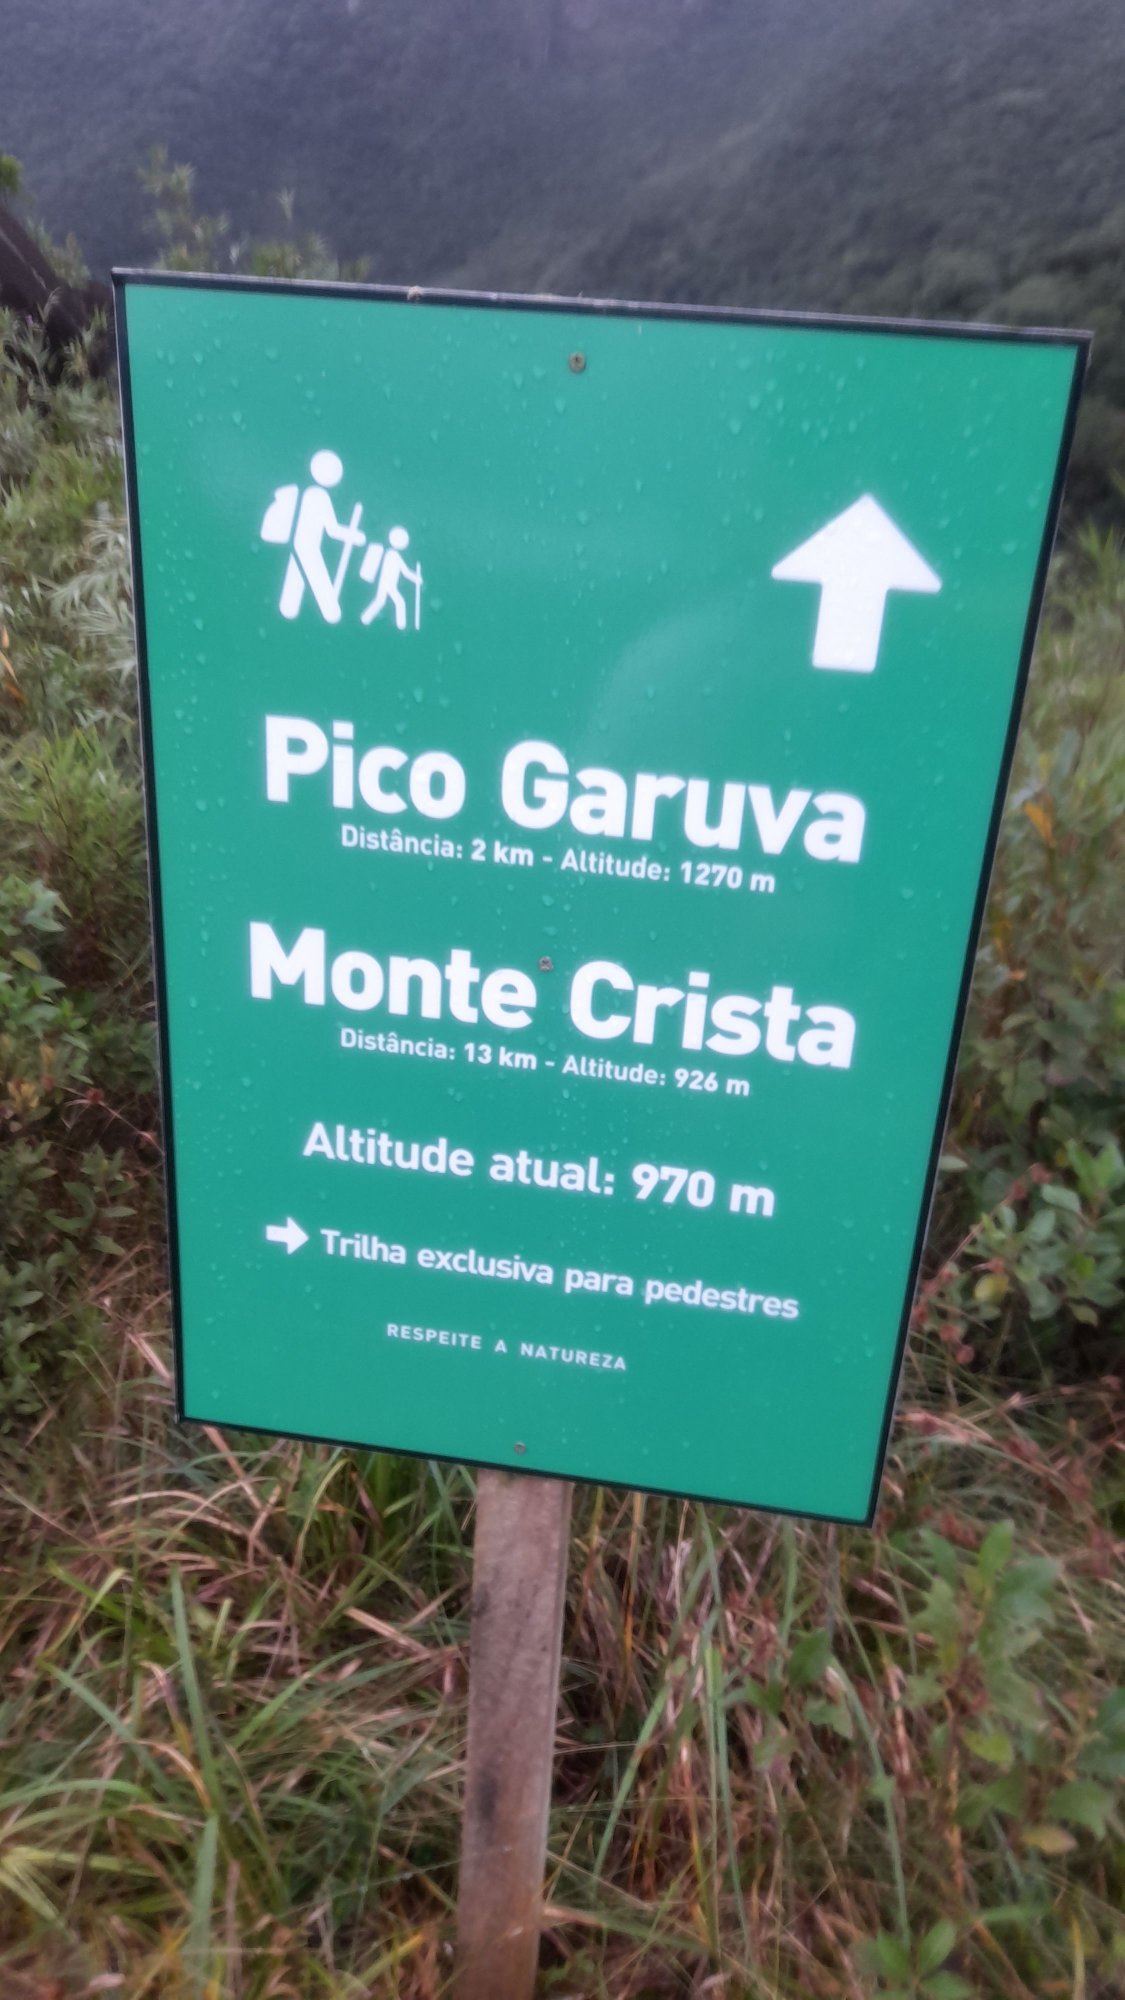 Pico Garuva
Distância: 2 km - Altitude: 1270 m
Monte Crista
Distância: 13 km - Altitude: 926 m
Altitude atual: 970 m
Trilha exclusiva para pedestres
RESPEITE A NATUREZA